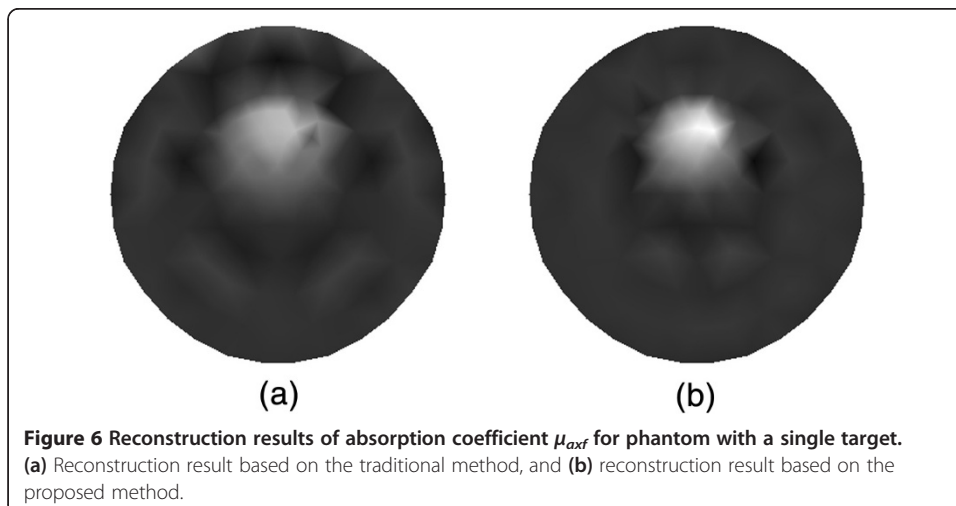 (a) (b)
Figure 6 Reconstruction results of absorption coefficient μaxf for phantom with a single target.
(a) Reconstruction result based on the traditional method, and (b) reconstruction result based on the
proposed method.